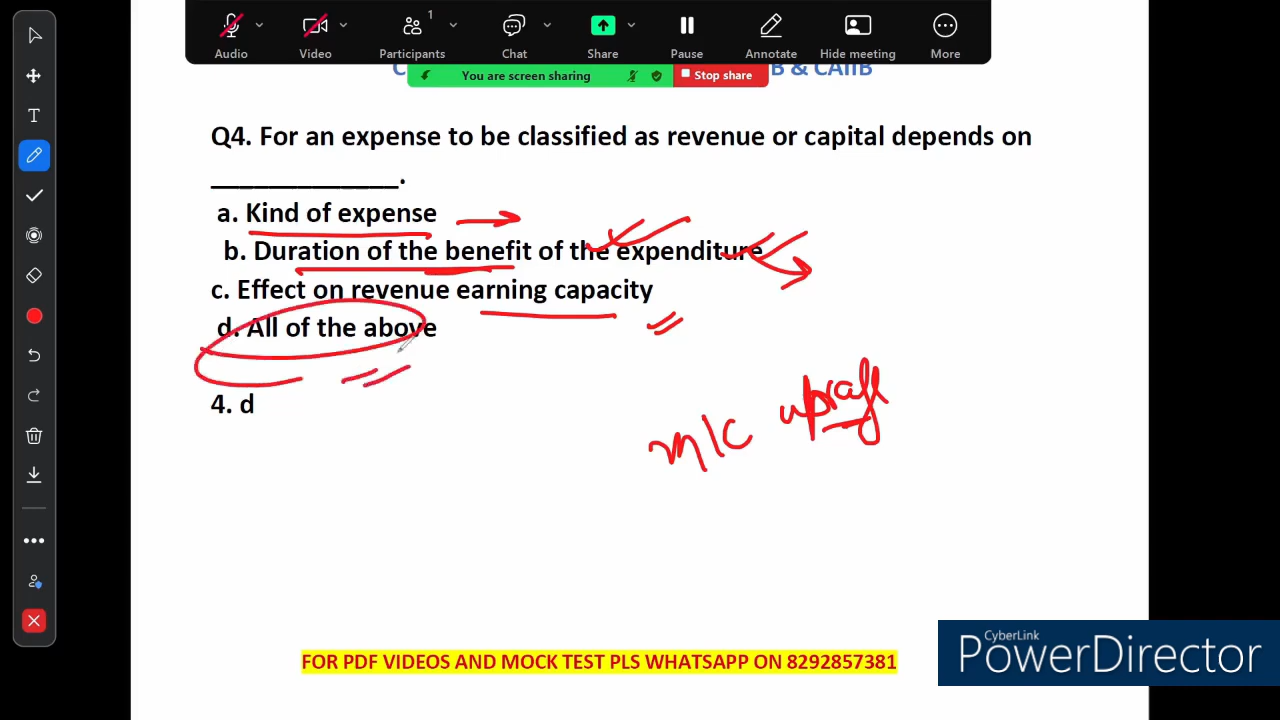 1
Audio Video Participants Chat Share Pause Annotate Hide meeting More
You are screen sharing Stop share
B & CAIIB
Q4. For an expense to be classified as revenue or capital depends on
_____________.
a. Kind of expense
b. Duration of the benefit of the expenditure
c. Effect on revenue earning capacity
d. All of the above
4. d
m/c
FOR PDF VIDEOS AND MOCK TEST PLS WHATSAPP ON 8292857381
CyberLink
PowerDirector